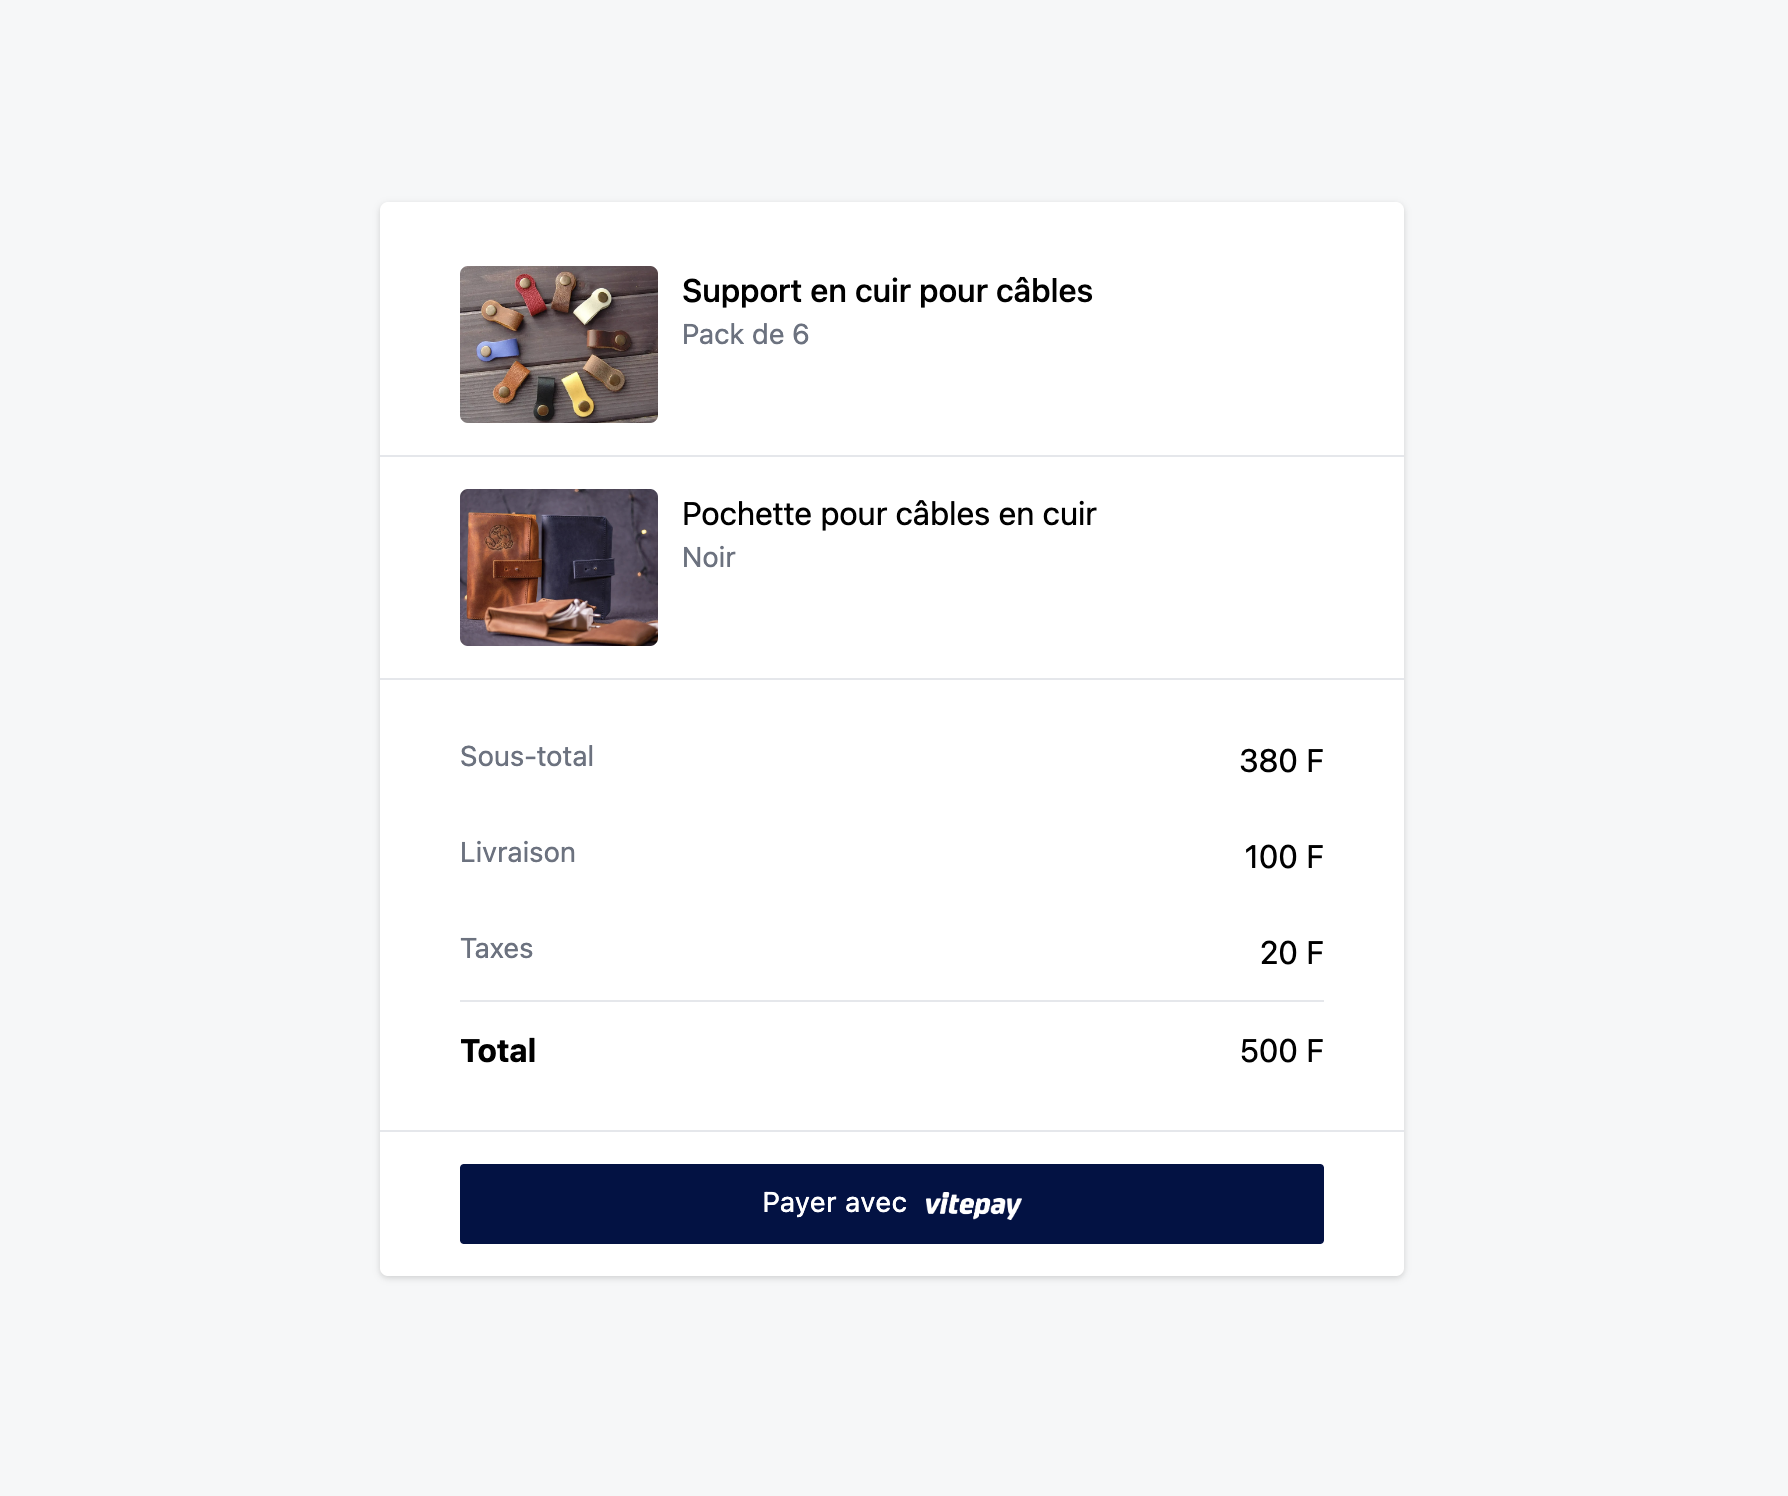 Support en cuir pour câbles
Pack de 6
Pochette pour câbles en cuir
Noir
Sous-total 380 F
Livraison 100 F
Taxes 20 F
Total 500 F
Payer avec vitepay